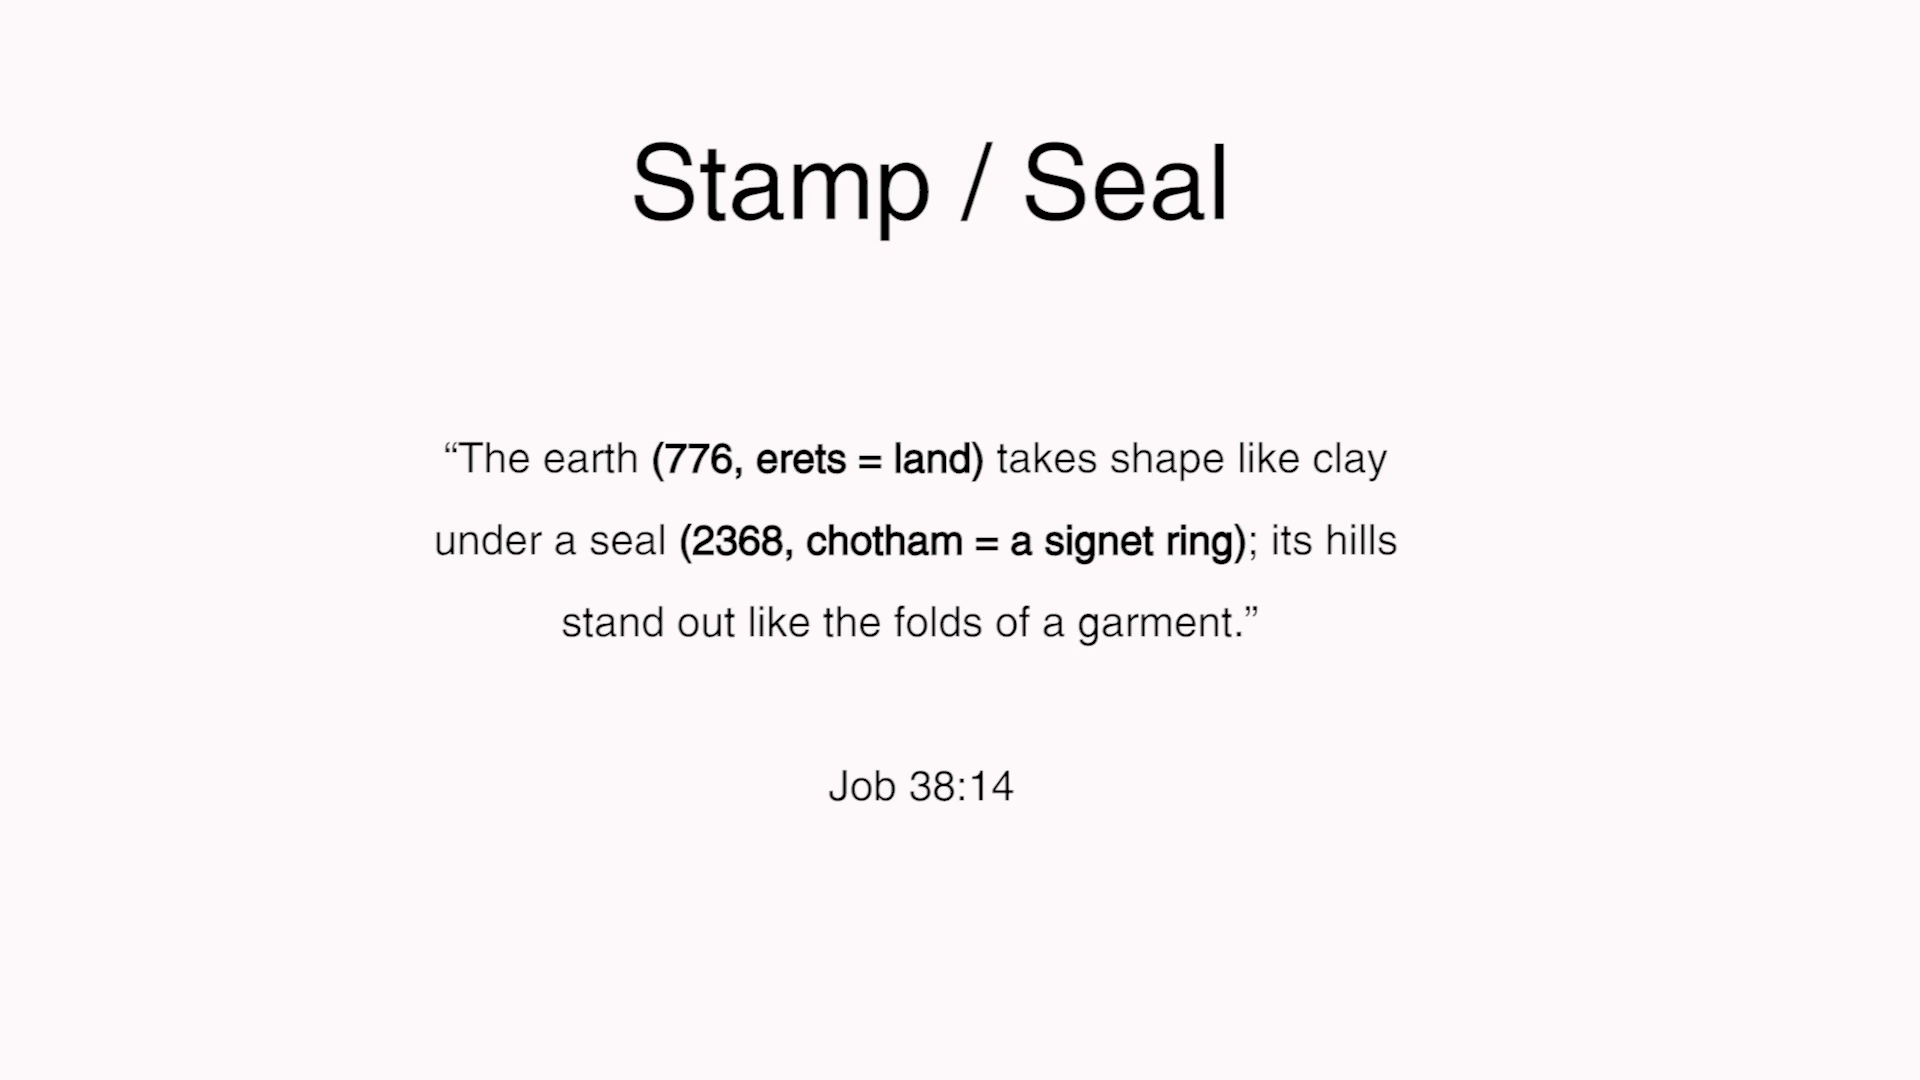 Stamp / Seal
“The earth (776, erets = land) takes shape like clay
under a seal (2368, chotham = a signet ring); its hills
stand out like the folds of a garment.”
Job 38:14